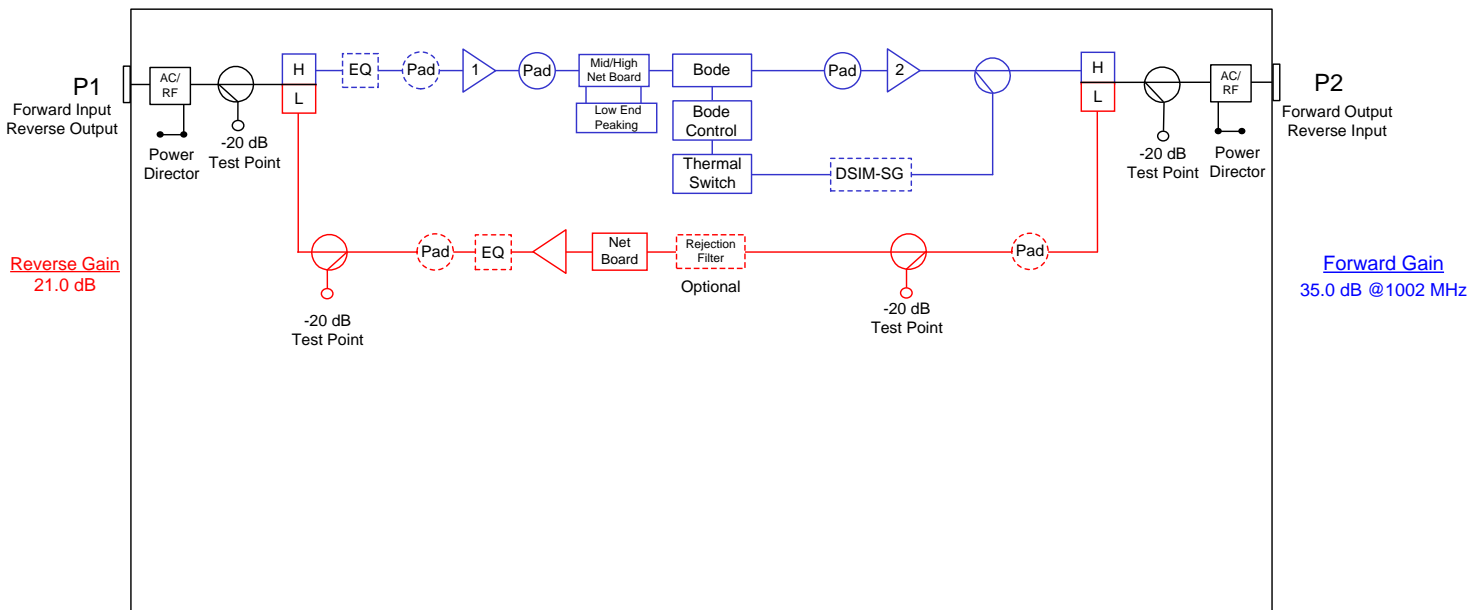 P1
Forward Input
Reverse Output
AC/
RF
Power
Director
-20 dB
Test Point
H
L
EQ
Pad
1
Pad
Mid/High
Net Board
Low End
Peaking
Bode
Bode
Control
Thermal
Switch
Pad
2
DSIM-SG
H
L
-20 dB
Test Point
AC/
RF
Power
Director
P2
Forward Output
Reverse Input
Reverse Gain
21.0 dB
-20 dB
Test Point
Pad
EQ
Net
Board
Rejection
Filter
Optional
-20 dB
Test Point
Pad
Forward Gain
35.0 dB @1002 MHz